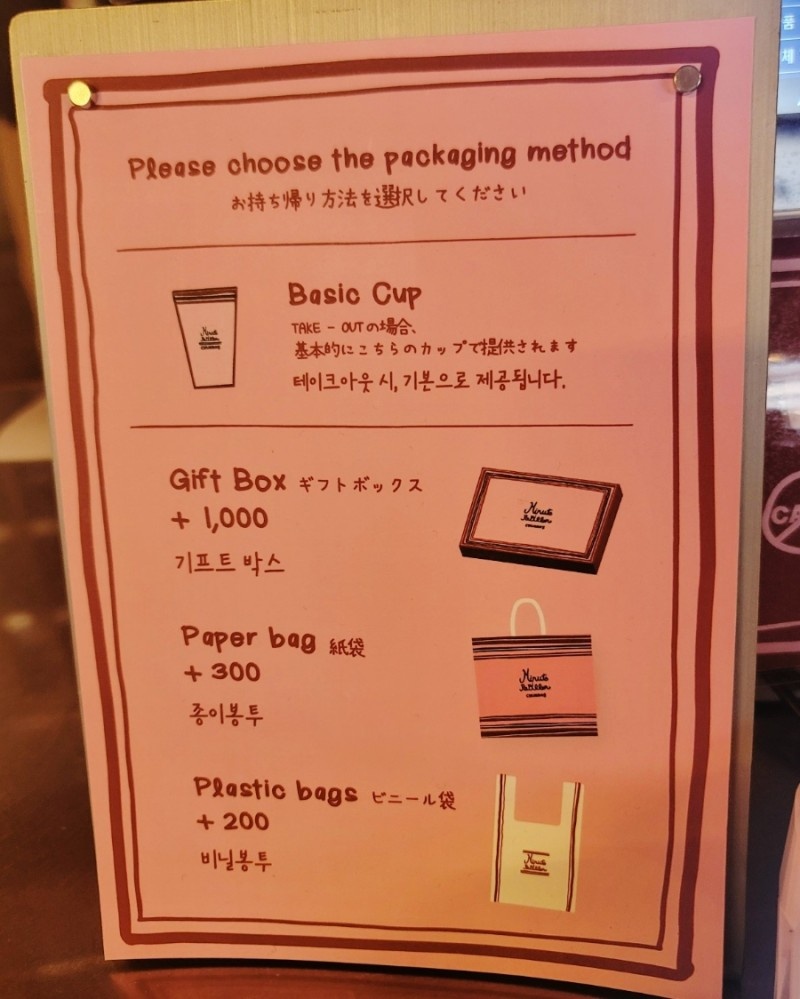 Please choose the packaging method
お持ち帰り方法を選択してください
Basic Cup
TAKE - OUTの場合、
基本的にこちらのカップで提供されます
테이크아웃 시, 기본으로 제공됩니다.
Gift Box ギフトボックス
+ 1,000
기프트 박스
Paper bag 紙袋
+ 300
종이봉투
Plastic bags ビニール袋
+ 200
비닐봉투
품
체